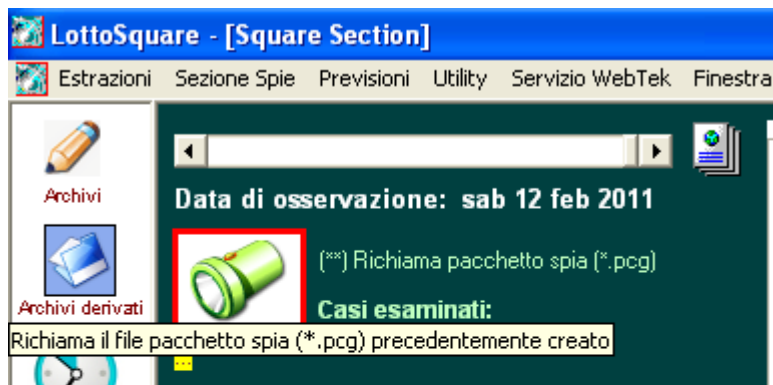 LottoSquare - [Square Section]
Estrazioni Sezione Spie Previsioni Utility Servizio WebTek Finestra
Archivi
Data di osservazione: sab 12 feb 2011
(**) Richiama pacchetto spia (*.pcg)
Archivi derivati
Casi esaminati:
Richiama il file pacchetto spia (*.pcg) precedentemente creato
...